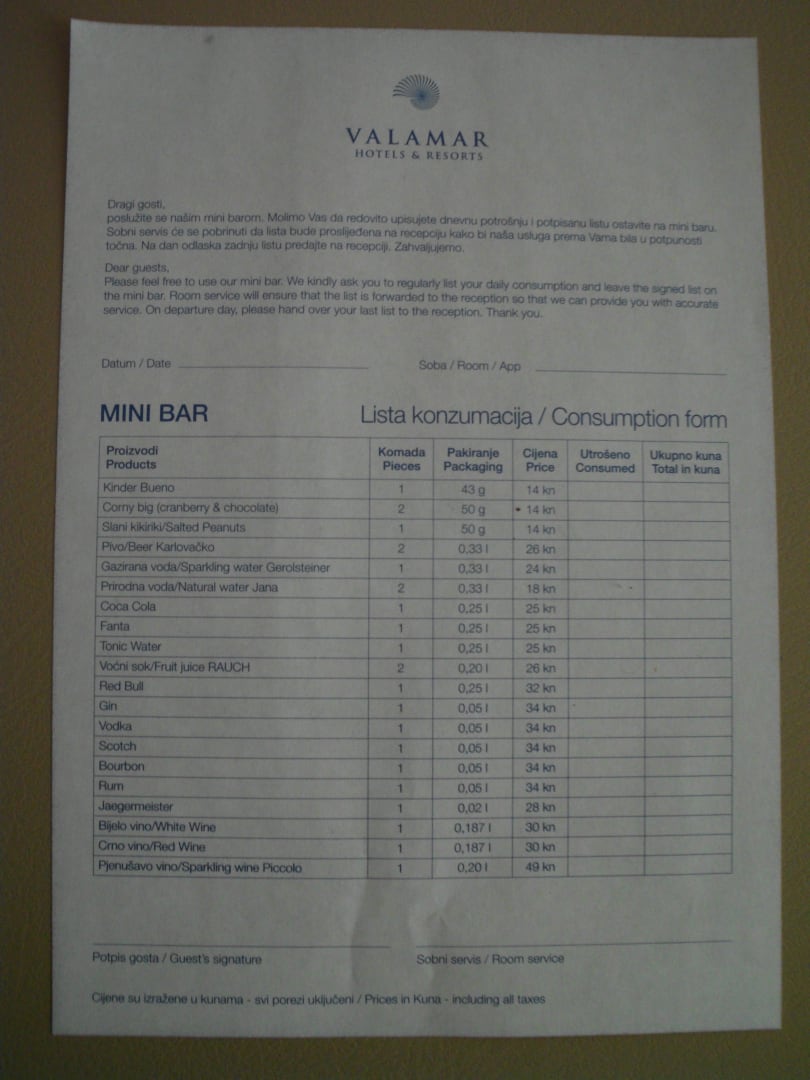 VALAMAR
HOTELS & RESORTS
Dragi gosti,
poslužite se našim mini barom. Molimo Vas da redovito upisujete dnevnu potrošnju i potpisanu listu ostavite na mini baru.
Sobni servis će se pobrinuti da lista bude proslijeđena na recepciju kako bi naša usluga prema Vama bila u potpunosti
točna. Na dan odlaska zadnju listu predajte na recepciji. Zahvaljujemo.
Dear guests,
Please feel free to use our mini bar. We kindly ask you to regularly list your daily consumption and leave the signed list on
the mini bar. Room service will ensure that the list is forwarded to the reception so that we can provide you with accurate
service. On departure day, please hand over your last list to the reception. Thank you.
Datum / Date Soba / Room / App
MINI BAR Lista konzumacija / Consumption form
Proizvodi Komada Pakiranje Cijena Utrošeno Ukupno kuna
Products Pieces Packaging Price Consumed Total in kuna
Kinder Bueno 1 43 g 14 kn
Corny big (cranberry & chocolate) 2 50 g 14 kn
Slani kikiriki/Salted Peanuts 1 50 g 14 kn
Pivo/Beer Karlovačko 2 0,33 l 26 kn
Gazirana voda/Sparkling water Gerolsteiner 1 0,33 l 24 kn
Prirodna voda/Natural water Jana 2 0,33 l 18 kn
Coca Cola 1 0,25 l 25 kn
Fanta 1 0,25 l 25 kn
Tonic Water 1 0,25 l 25 kn
Voćni sok/Fruit juice RAUCH 2 0,20 l 26 kn
Red Bull 1 0,25 l 32 kn
Gin 1 0,05 l 34 kn
Vodka 1 0,05 l 34 kn
Scotch 1 0,05 l 34 kn
Bourbon 1 0,05 l 34 kn
Rum 1 0,05 l 34 kn
Jaegermeister 1 0,02 l 28 kn
Bijelo vino/White Wine 1 0,187 l 30 kn
Crno vino/Red Wine 1 0,187 l 30 kn
Pjenušavo vino/Sparkling wine Piccolo 1 0,20 l 49 kn
Potpis gosta / Guest's signature Sobni servis / Room service
Cijene su izražene u kunama - svi porezi uključeni / Prices in Kuna - including all taxes